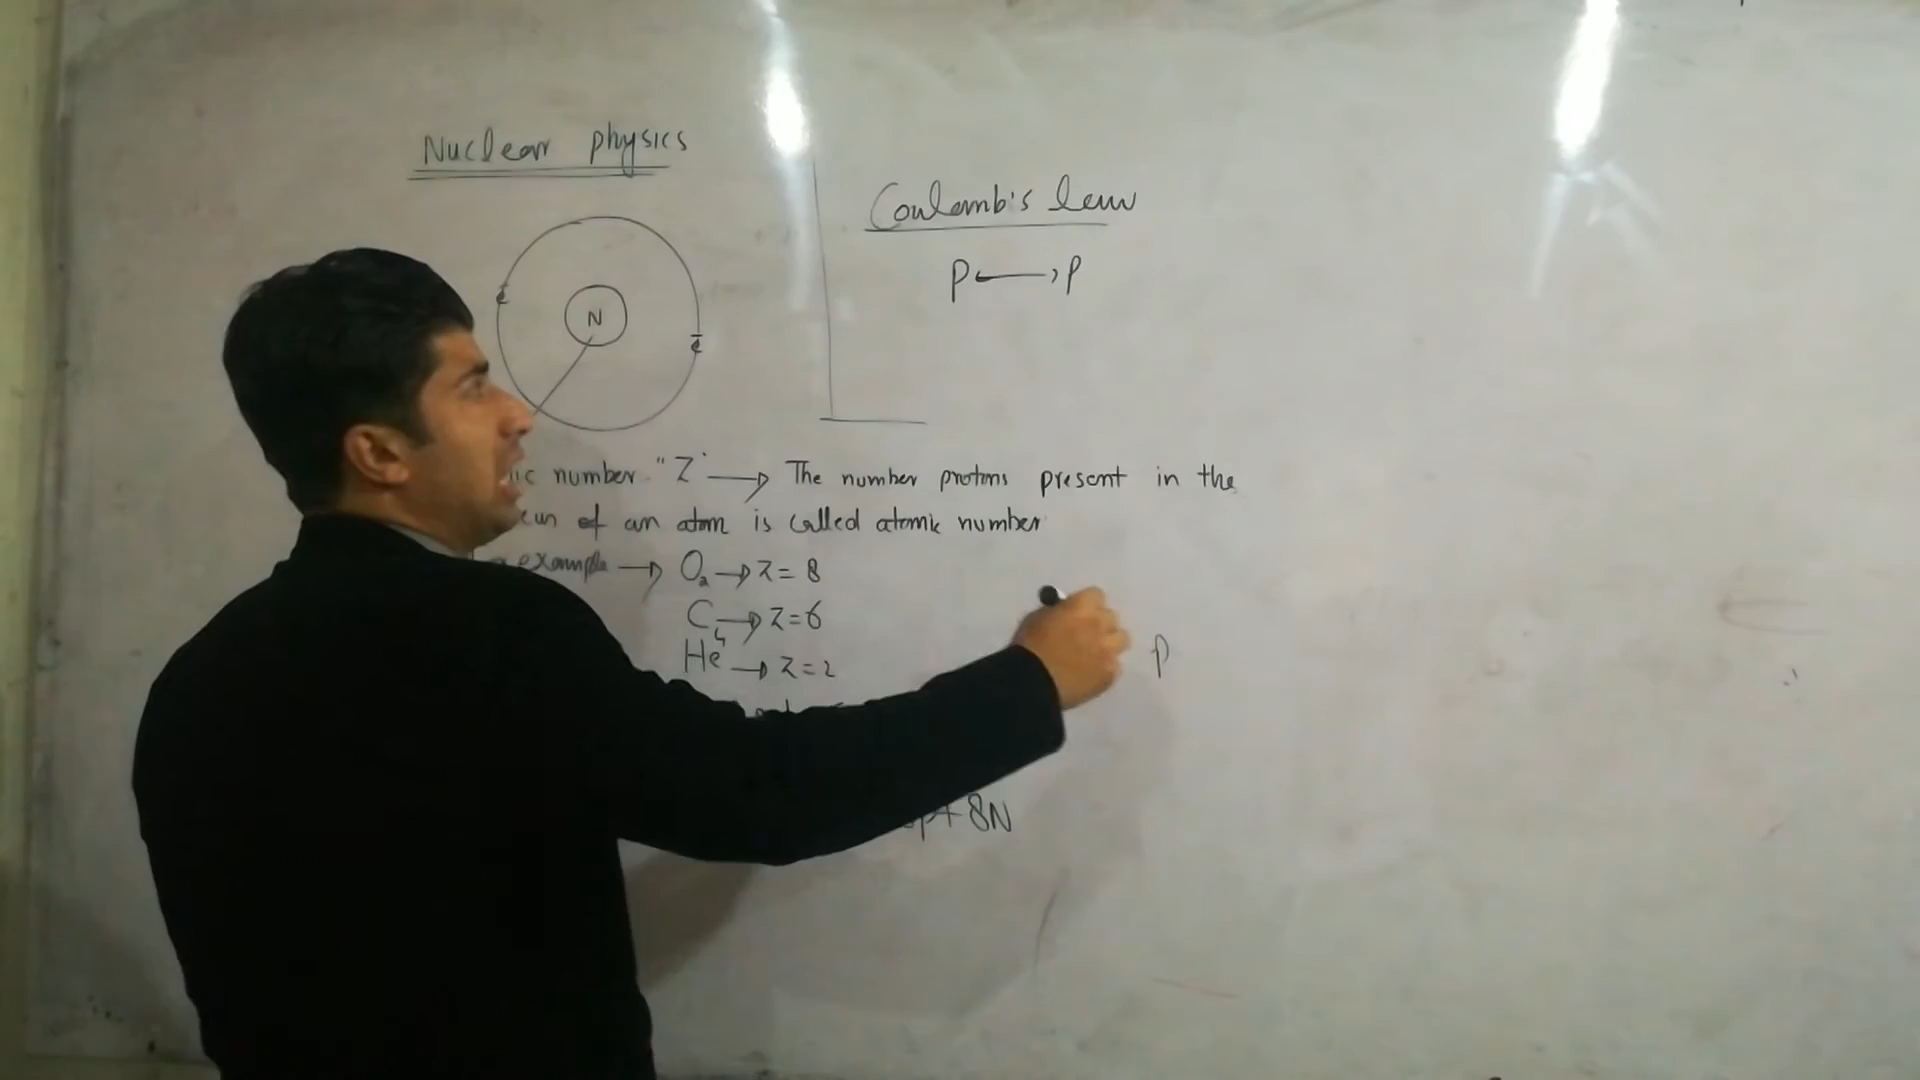 Nuclear physics
Coulomb's law
P ⟷ P
N
e
e
number "Z" → The number protons present in the
of an atom is called atomic number
example → O₂ → Z = 8
C → Z = 6
He → Z = 2
p + 8N
p